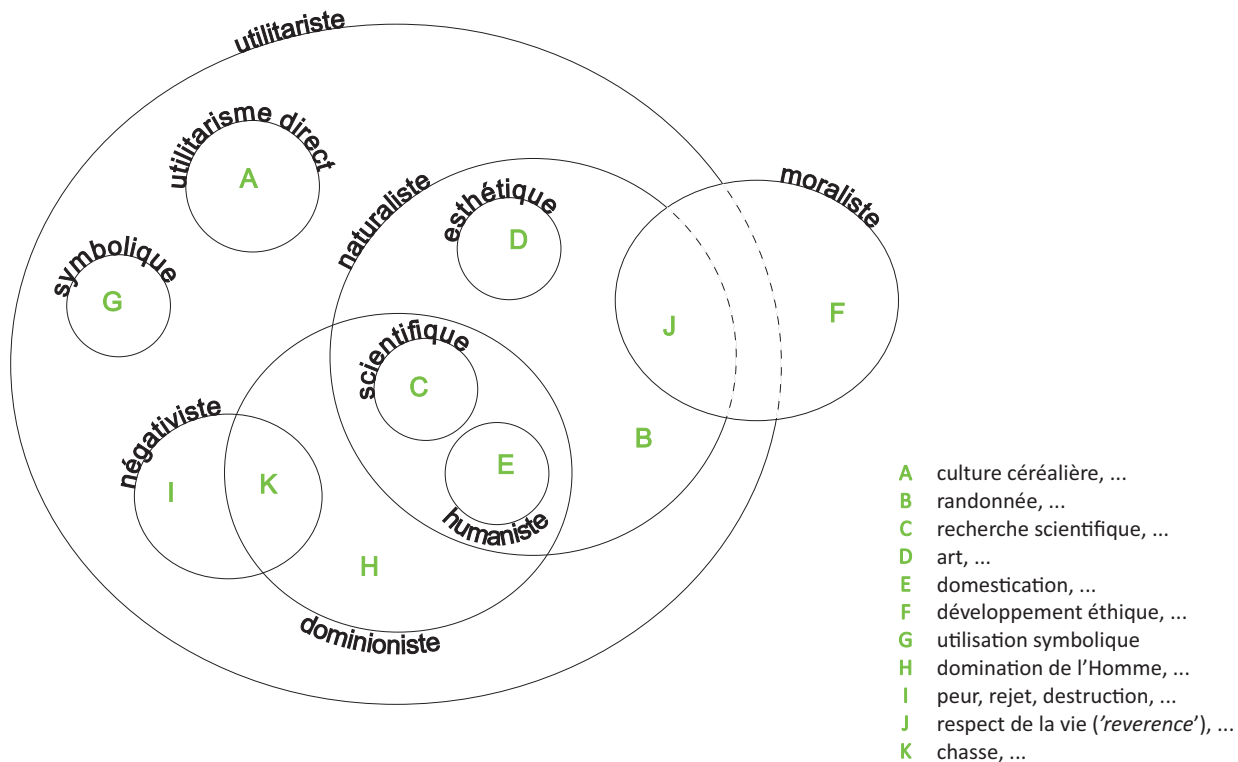 utilitariste
utilitarisme direct
A
moraliste
naturaliste
esthétique
D
symbolique
G
F
J
scientifique
C
négativiste
B
E
K
I
humaniste
H
dominioniste
A culture céréalière, ...
B randonnée, ...
C recherche scientifique, ...
D art, ...
E domestication, ...
F développement éthique, ...
G utilisation symbolique
H domination de l'Homme, ...
I peur, rejet, destruction, ...
J respect de la vie ('reverence'), ...
K chasse, ...